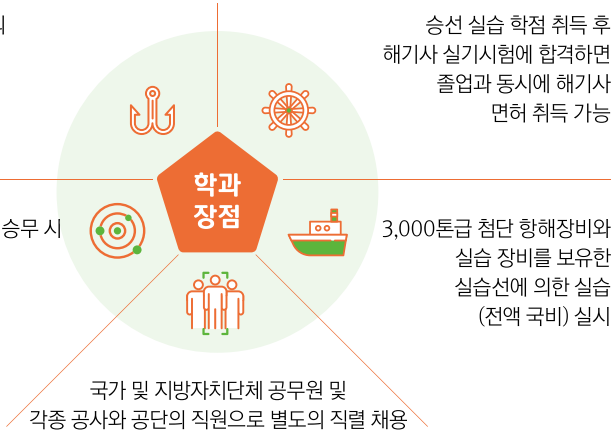 승선 실습 학점 취득 후
해기사 실기시험에 합격하면
졸업과 동시에 해기사
면허 취득 가능
학과
장점
승무 시
3,000톤급 첨단 항해장비와
실습 장비를 보유한
실습선에 의한 실습
(전액 국비) 실시
국가 및 지방자치단체 공무원 및
각종 공사와 공단의 직원으로 별도의 직렬 채용